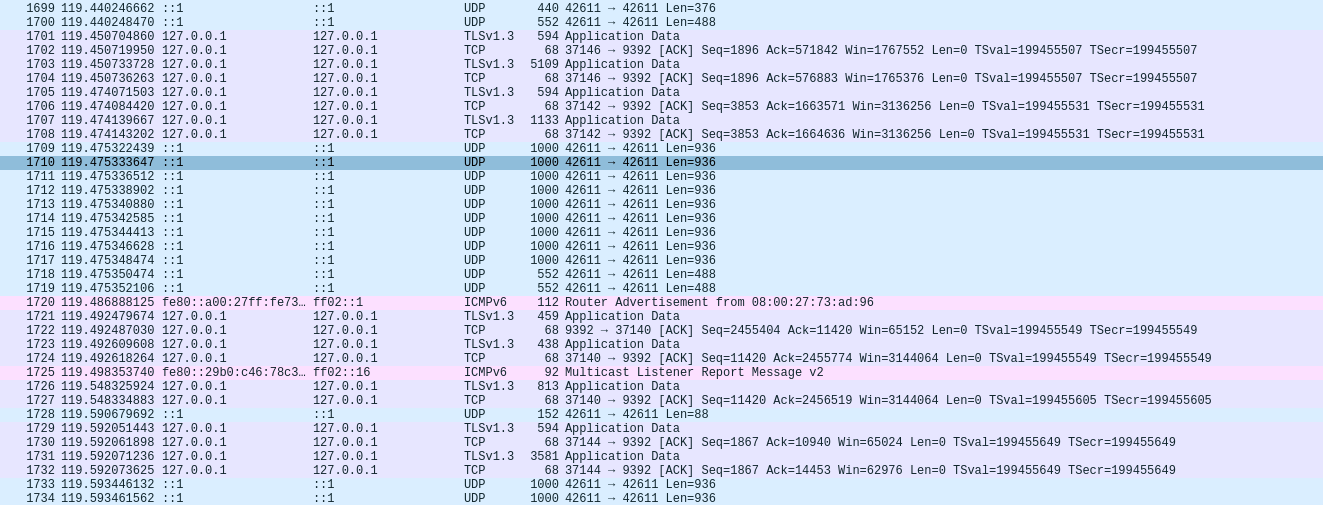 1699 119.440246662 ::1 ::1 UDP 440 42611 → 42611 Len=376
1700 119.440248470 ::1 ::1 UDP 552 42611 → 42611 Len=488
1701 119.450704860 127.0.0.1 127.0.0.1 TLSv1.3 594 Application Data
1702 119.450719950 127.0.0.1 127.0.0.1 TCP 68 37146 → 9392 [ACK] Seq=1896 Ack=571842 Win=1767552 Len=0 TSval=199455507 TSecr=199455507
1703 119.450733728 127.0.0.1 127.0.0.1 TLSv1.3 5109 Application Data
1704 119.450736263 127.0.0.1 127.0.0.1 TCP 68 37146 → 9392 [ACK] Seq=1896 Ack=576883 Win=1765376 Len=0 TSval=199455507 TSecr=199455507
1705 119.474071503 127.0.0.1 127.0.0.1 TLSv1.3 594 Application Data
1706 119.474084420 127.0.0.1 127.0.0.1 TCP 68 37142 → 9392 [ACK] Seq=3853 Ack=1663571 Win=3136256 Len=0 TSval=199455531 TSecr=199455531
1707 119.474139667 127.0.0.1 127.0.0.1 TLSv1.3 1133 Application Data
1708 119.474143202 127.0.0.1 127.0.0.1 TCP 68 37142 → 9392 [ACK] Seq=3853 Ack=1664636 Win=3136256 Len=0 TSval=199455531 TSecr=199455531
1709 119.475322439 ::1 ::1 UDP 1000 42611 → 42611 Len=936
1710 119.475333647 ::1 ::1 UDP 1000 42611 → 42611 Len=936
1711 119.475336512 ::1 ::1 UDP 1000 42611 → 42611 Len=936
1712 119.475338902 ::1 ::1 UDP 1000 42611 → 42611 Len=936
1713 119.475340880 ::1 ::1 UDP 1000 42611 → 42611 Len=936
1714 119.475342585 ::1 ::1 UDP 1000 42611 → 42611 Len=936
1715 119.475344413 ::1 ::1 UDP 1000 42611 → 42611 Len=936
1716 119.475346628 ::1 ::1 UDP 1000 42611 → 42611 Len=936
1717 119.475348474 ::1 ::1 UDP 1000 42611 → 42611 Len=936
1718 119.475350474 ::1 ::1 UDP 552 42611 → 42611 Len=488
1719 119.475352106 ::1 ::1 UDP 552 42611 → 42611 Len=488
1720 119.486888125 fe80::a00:27ff:fe73… ff02::1 ICMPv6 112 Router Advertisement from 08:00:27:73:ad:96
1721 119.492479674 127.0.0.1 127.0.0.1 TLSv1.3 459 Application Data
1722 119.492487030 127.0.0.1 127.0.0.1 TCP 68 9392 → 37140 [ACK] Seq=2455404 Ack=11420 Win=65152 Len=0 TSval=199455549 TSecr=199455549
1723 119.492609608 127.0.0.1 127.0.0.1 TLSv1.3 438 Application Data
1724 119.492618264 127.0.0.1 127.0.0.1 TCP 68 37140 → 9392 [ACK] Seq=11420 Ack=2455774 Win=3144064 Len=0 TSval=199455549 TSecr=199455549
1725 119.498353740 fe80::29b0:c46:78c3… ff02::16 ICMPv6 92 Multicast Listener Report Message v2
1726 119.548325924 127.0.0.1 127.0.0.1 TLSv1.3 813 Application Data
1727 119.548334883 127.0.0.1 127.0.0.1 TCP 68 37140 → 9392 [ACK] Seq=11420 Ack=2456519 Win=3144064 Len=0 TSval=199455605 TSecr=199455605
1728 119.590679692 ::1 ::1 UDP 152 42611 → 42611 Len=88
1729 119.592051443 127.0.0.1 127.0.0.1 TLSv1.3 594 Application Data
1730 119.592061898 127.0.0.1 127.0.0.1 TCP 68 37144 → 9392 [ACK] Seq=1867 Ack=10940 Win=65024 Len=0 TSval=199455649 TSecr=199455649
1731 119.592071236 127.0.0.1 127.0.0.1 TLSv1.3 3581 Application Data
1732 119.592073625 127.0.0.1 127.0.0.1 TCP 68 37144 → 9392 [ACK] Seq=1867 Ack=14453 Win=62976 Len=0 TSval=199455649 TSecr=199455649
1733 119.593446132 ::1 ::1 UDP 1000 42611 → 42611 Len=936
1734 119.593461562 ::1 ::1 UDP 1000 42611 → 42611 Len=936